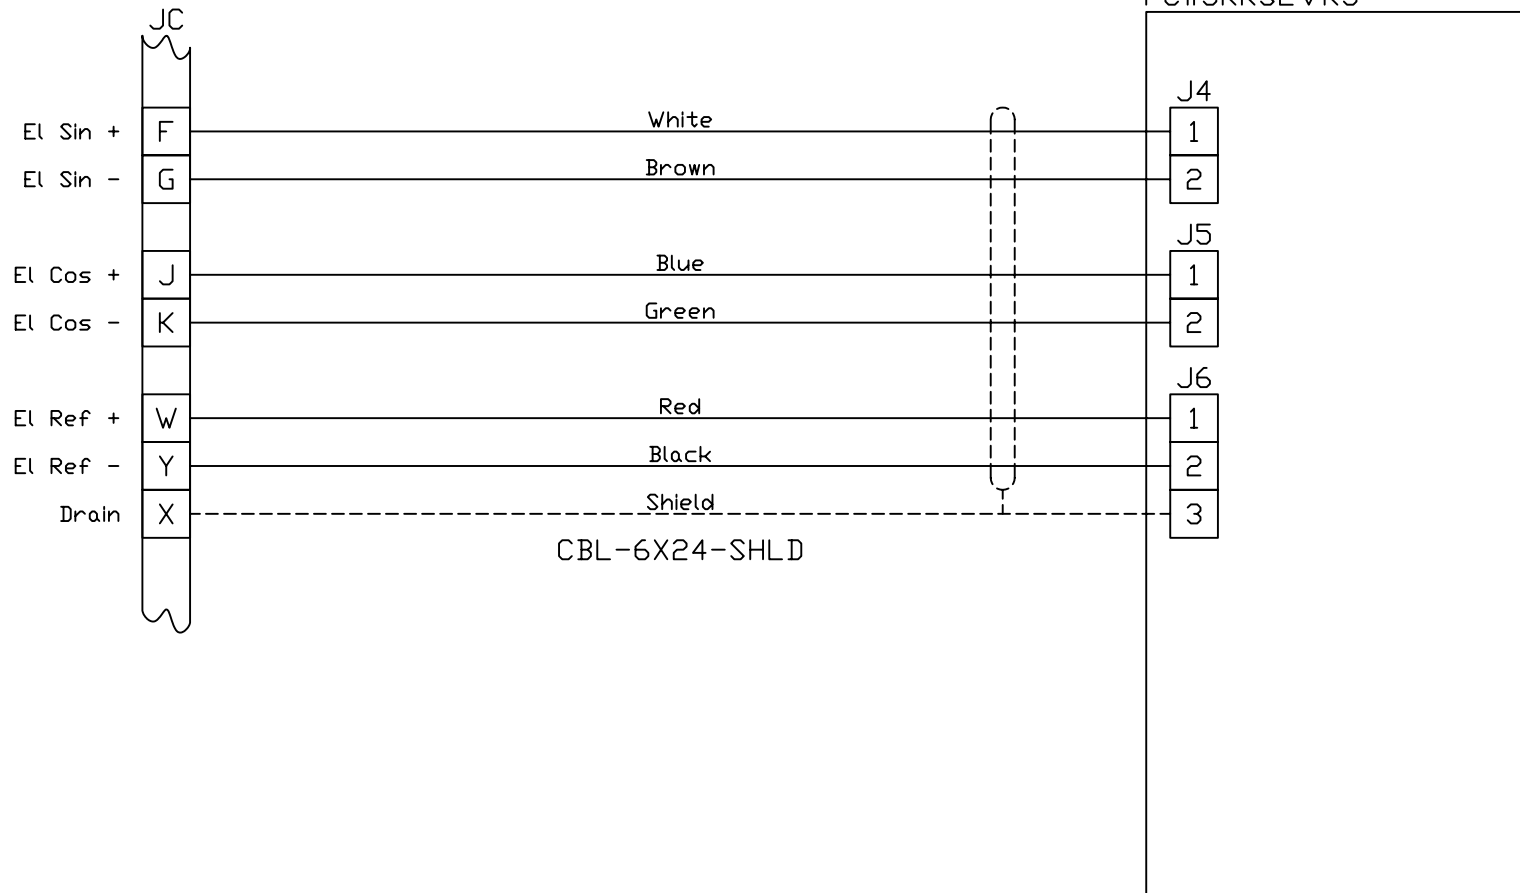 JC
J4
El Sin + F White 1
El Sin - G Brown 2
J5
El Cos + J Blue 1
El Cos - K Green 2
J6
El Ref + W Red 1
El Ref - Y Black 2
Drain X Shield 3
CBL-6X24-SHLD